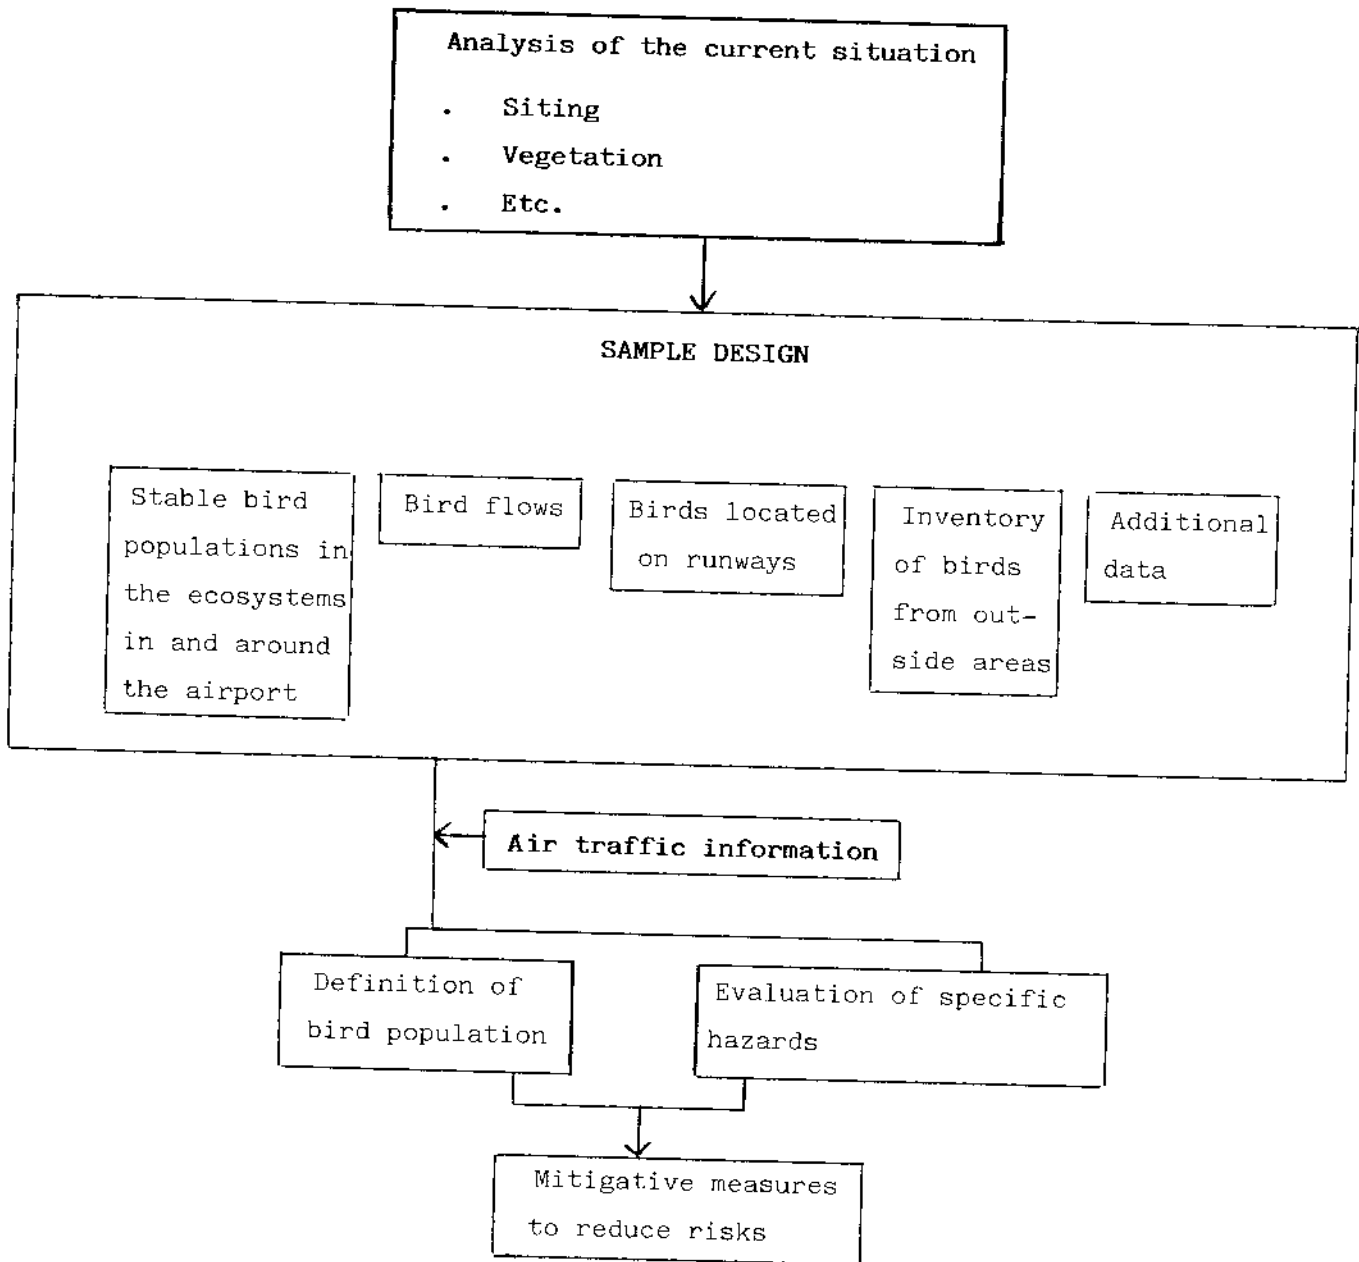 Analysis of the current situation
. Siting
. Vegetation
. Etc.
SAMPLE DESIGN
Stable bird
populations in
the ecosystems
in and around
the airport
Bird flows
Birds located
on runways
Inventory
of birds
from out-
side areas
Additional
data
Air traffic information
Definition of
bird population
Evaluation of specific
hazards
Mitigative measures
to reduce risks